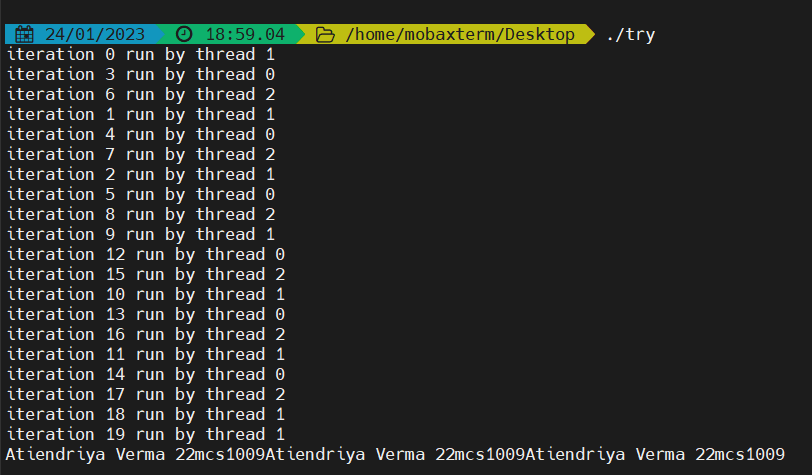 24/01/2023 18:59.04 /home/mobaxterm/Desktop ./try
iteration 0 run by thread 1
iteration 3 run by thread 0
iteration 6 run by thread 2
iteration 1 run by thread 1
iteration 4 run by thread 0
iteration 7 run by thread 2
iteration 2 run by thread 1
iteration 5 run by thread 0
iteration 8 run by thread 2
iteration 9 run by thread 1
iteration 12 run by thread 0
iteration 15 run by thread 2
iteration 10 run by thread 1
iteration 13 run by thread 0
iteration 16 run by thread 2
iteration 11 run by thread 1
iteration 14 run by thread 0
iteration 17 run by thread 2
iteration 18 run by thread 1
iteration 19 run by thread 1
Atiendriya Verma 22mcs1009Atiendriya Verma 22mcs1009Atiendriya Verma 22mcs1009